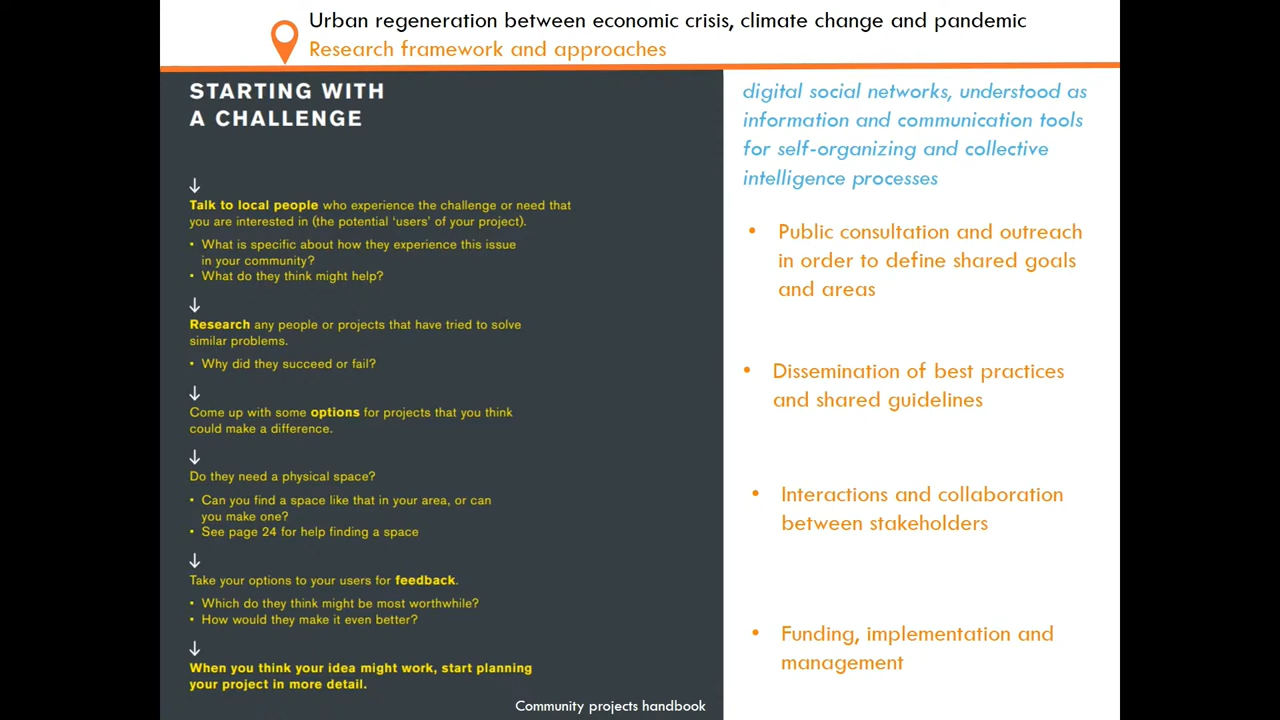 Urban regeneration between economic crisis, climate change and pandemic
Research framework and approaches
STARTING WITH
A CHALLENGE
↓
Talk to local people who experience the challenge or need that
you are interested in (the potential ‘users’ of your project).
• What is specific about how they experience this issue
in your community?
• What do they think might help?
↓
Research any people or projects that have tried to solve
similar problems.
• Why did they succeed or fail?
↓
Come up with some options for projects that you think
could make a difference.
↓
Do they need a physical space?
• Can you find a space like that in your area, or can
you make one?
• See page 24 for help finding a space
↓
Take your options to your users for feedback.
• Which do they think might be most worthwhile?
• How would they make it even better?
↓
When you think your idea might work, start planning
your project in more detail.
Community projects handbook
digital social networks, understood as
information and communication tools
for self-organizing and collective
intelligence processes
• Public consultation and outreach
in order to define shared goals
and areas
• Dissemination of best practices
and shared guidelines
• Interactions and collaboration
between stakeholders
• Funding, implementation and
management